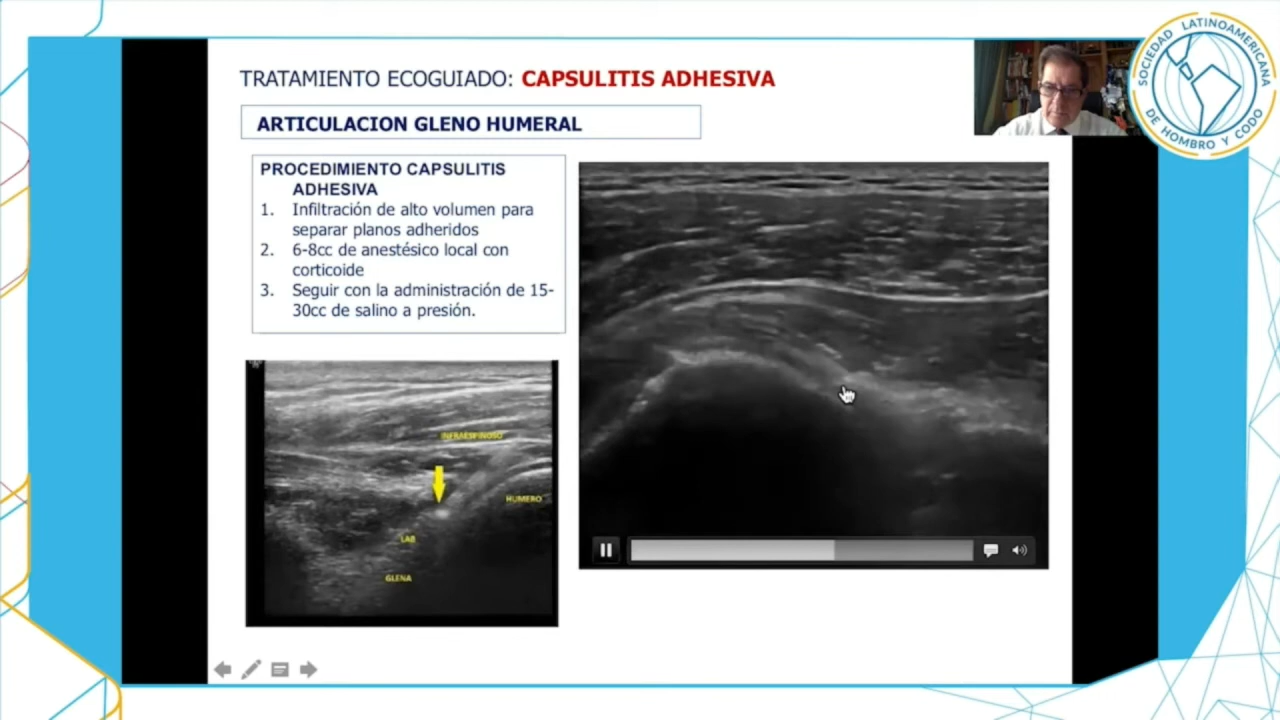 TRATAMIENTO ECOGUIADO: CAPSULITIS ADHESIVA
ARTICULACION GLENO HUMERAL
PROCEDIMIENTO CAPSULITIS
ADHESIVA
1. Infiltración de alto volumen para
separar planos adheridos
2. 6-8cc de anestésico local con
corticoide
3. Seguir con la administración de 15-
30cc de salino a presión.
INFRAESPINOSO
HUMERO
LAB
GLENA
SOCIEDAD LATINOAMERICANA
DE HOMBRO Y CODO